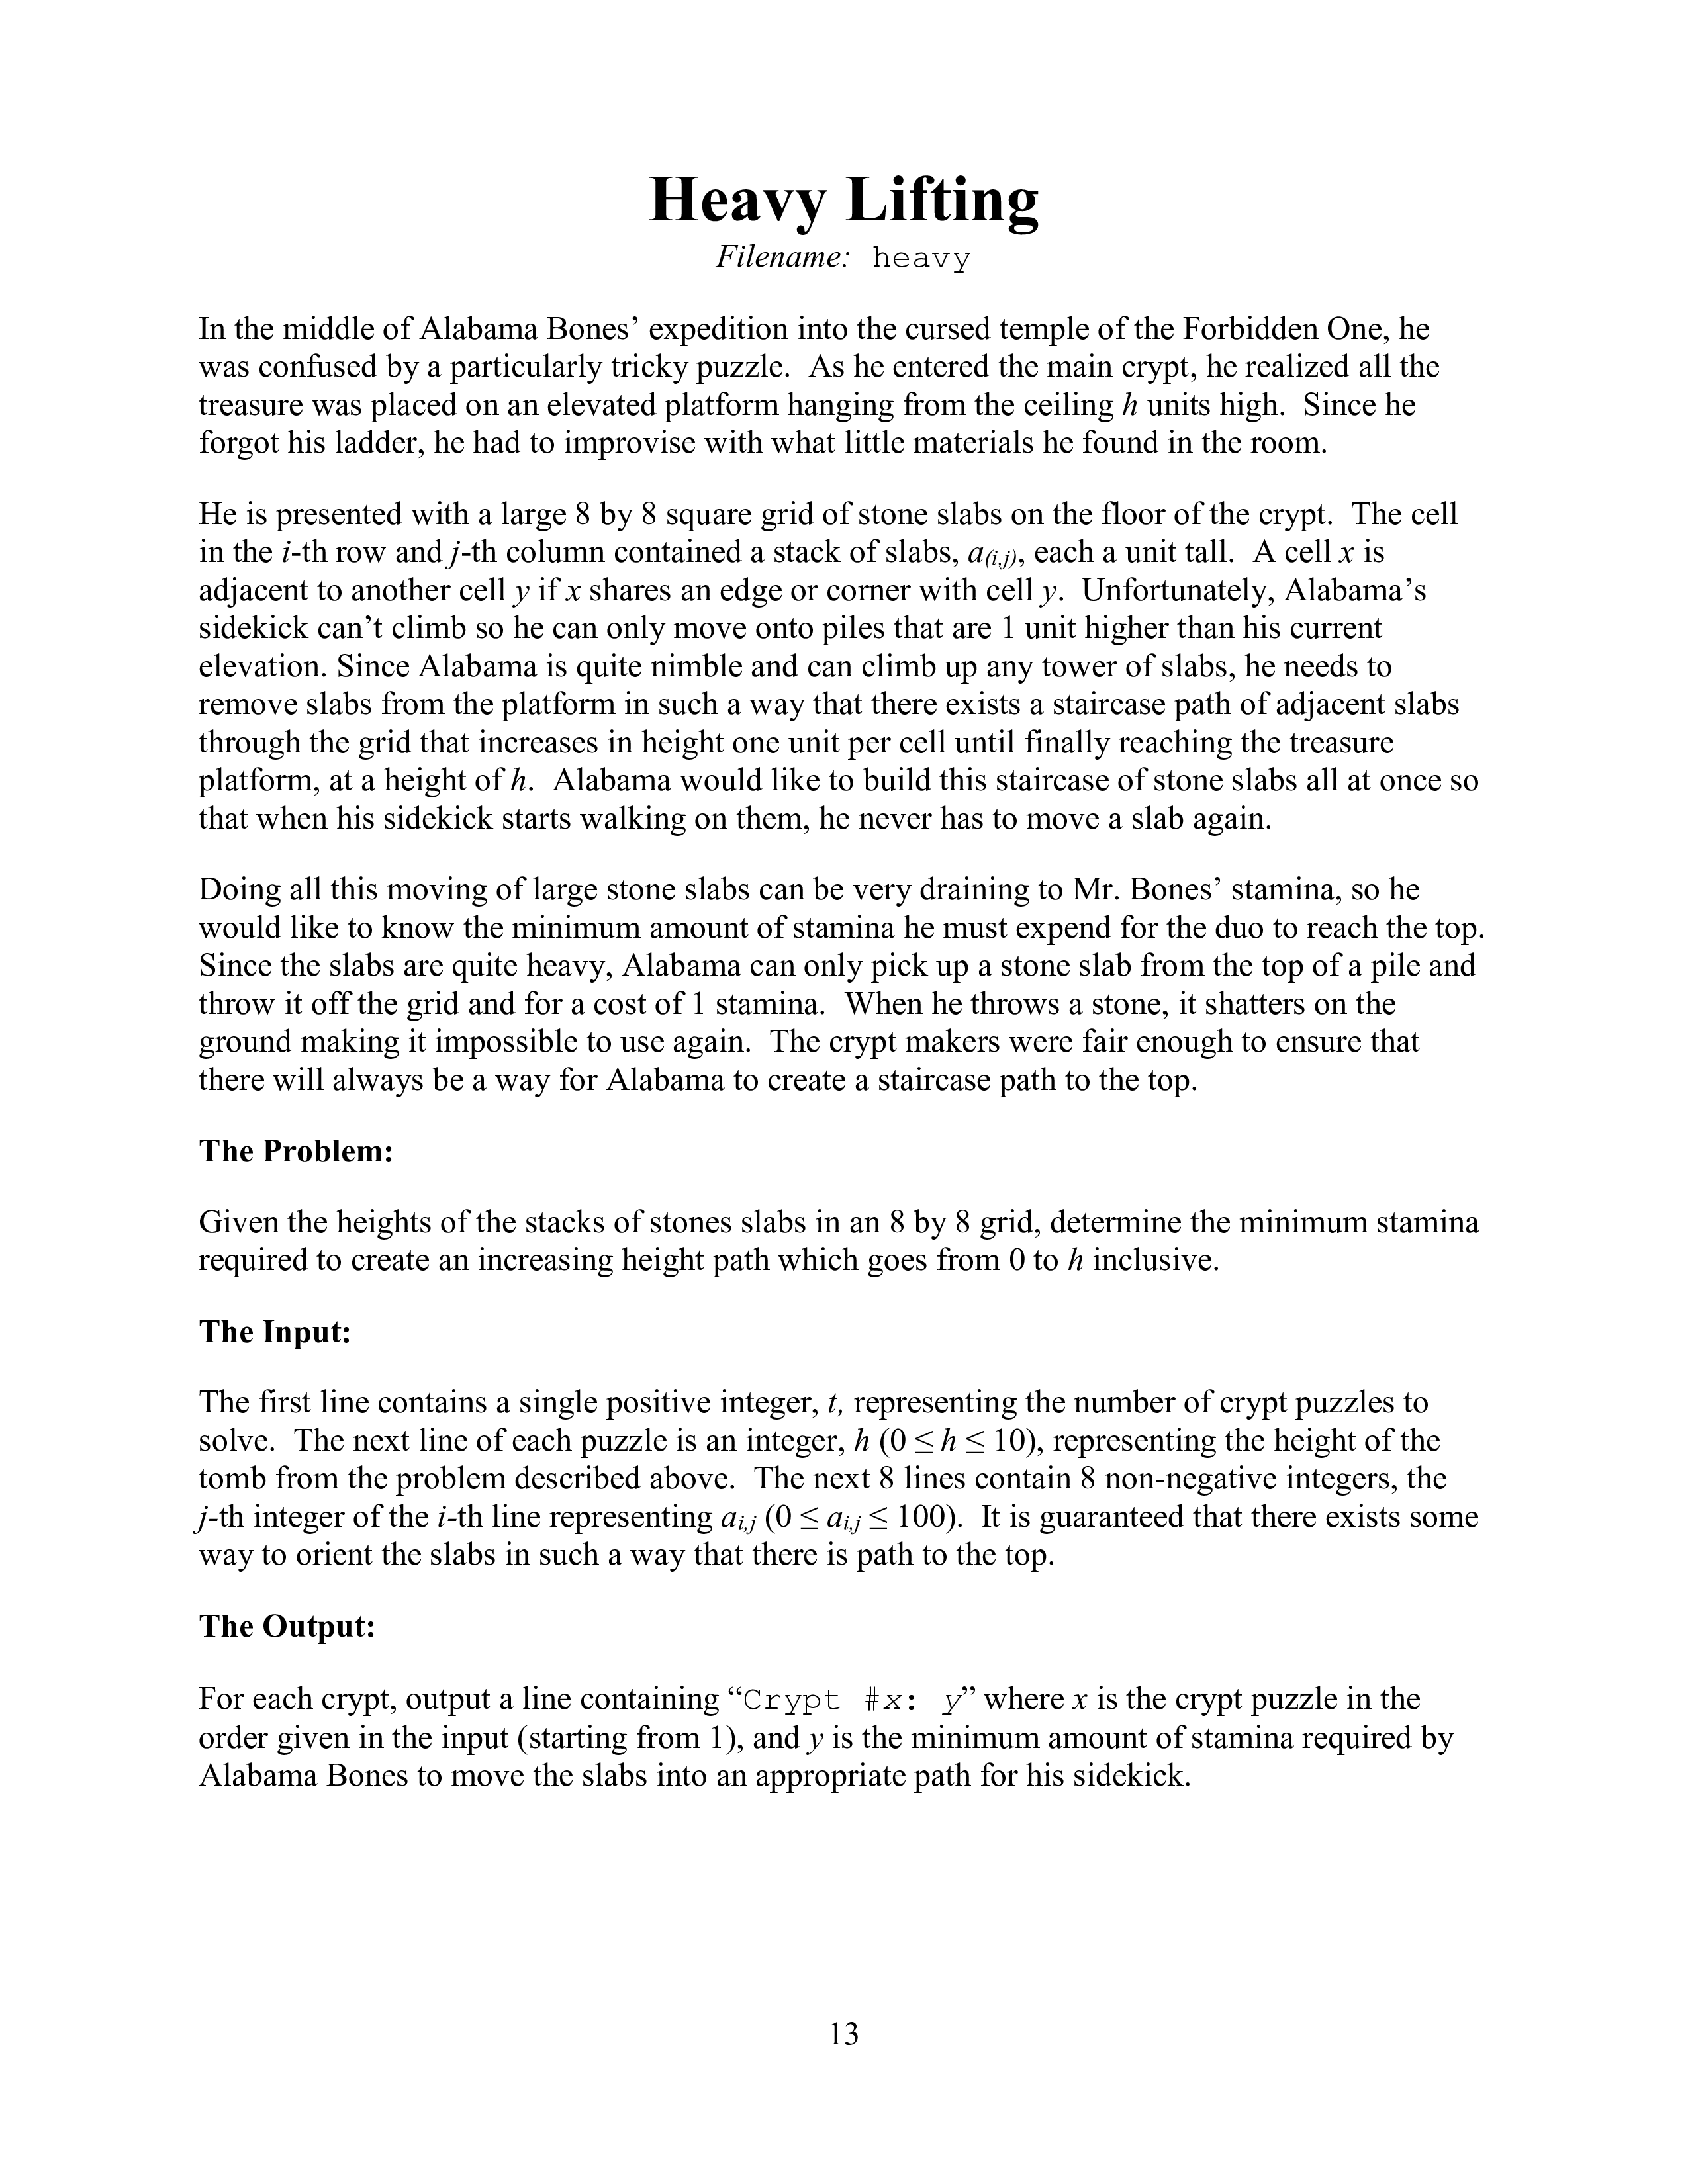 Heavy Lifting
Filename: heavy
In the middle of Alabama Bones’ expedition into the cursed temple of the Forbidden One, he
was confused by a particularly tricky puzzle. As he entered the main crypt, he realized all the
treasure was placed on an elevated platform hanging from the ceiling h units high. Since he
forgot his ladder, he had to improvise with what little materials he found in the room.
He is presented with a large 8 by 8 square grid of stone slabs on the floor of the crypt. The cell
in the i-th row and j-th column contained a stack of slabs, a(i,j), each a unit tall. A cell x is
adjacent to another cell y if x shares an edge or corner with cell y. Unfortunately, Alabama’s
sidekick can’t climb so he can only move onto piles that are 1 unit higher than his current
elevation. Since Alabama is quite nimble and can climb up any tower of slabs, he needs to
remove slabs from the platform in such a way that there exists a staircase path of adjacent slabs
through the grid that increases in height one unit per cell until finally reaching the treasure
platform, at a height of h. Alabama would like to build this staircase of stone slabs all at once so
that when his sidekick starts walking on them, he never has to move a slab again.
Doing all this moving of large stone slabs can be very draining to Mr. Bones’ stamina, so he
would like to know the minimum amount of stamina he must expend for the duo to reach the top.
Since the slabs are quite heavy, Alabama can only pick up a stone slab from the top of a pile and
throw it off the grid and for a cost of 1 stamina. When he throws a stone, it shatters on the
ground making it impossible to use again. The crypt makers were fair enough to ensure that
there will always be a way for Alabama to create a staircase path to the top.
The Problem:
Given the heights of the stacks of stones slabs in an 8 by 8 grid, determine the minimum stamina
required to create an increasing height path which goes from 0 to h inclusive.
The Input:
The first line contains a single positive integer, t, representing the number of crypt puzzles to
solve. The next line of each puzzle is an integer, h (0 ≤ h ≤ 10), representing the height of the
tomb from the problem described above. The next 8 lines contain 8 non-negative integers, the
j-th integer of the i-th line representing ai,j (0 ≤ ai,j ≤ 100). It is guaranteed that there exists some
way to orient the slabs in such a way that there is path to the top.
The Output:
For each crypt, output a line containing “Crypt #x: y” where x is the crypt puzzle in the
order given in the input (starting from 1), and y is the minimum amount of stamina required by
Alabama Bones to move the slabs into an appropriate path for his sidekick.
13